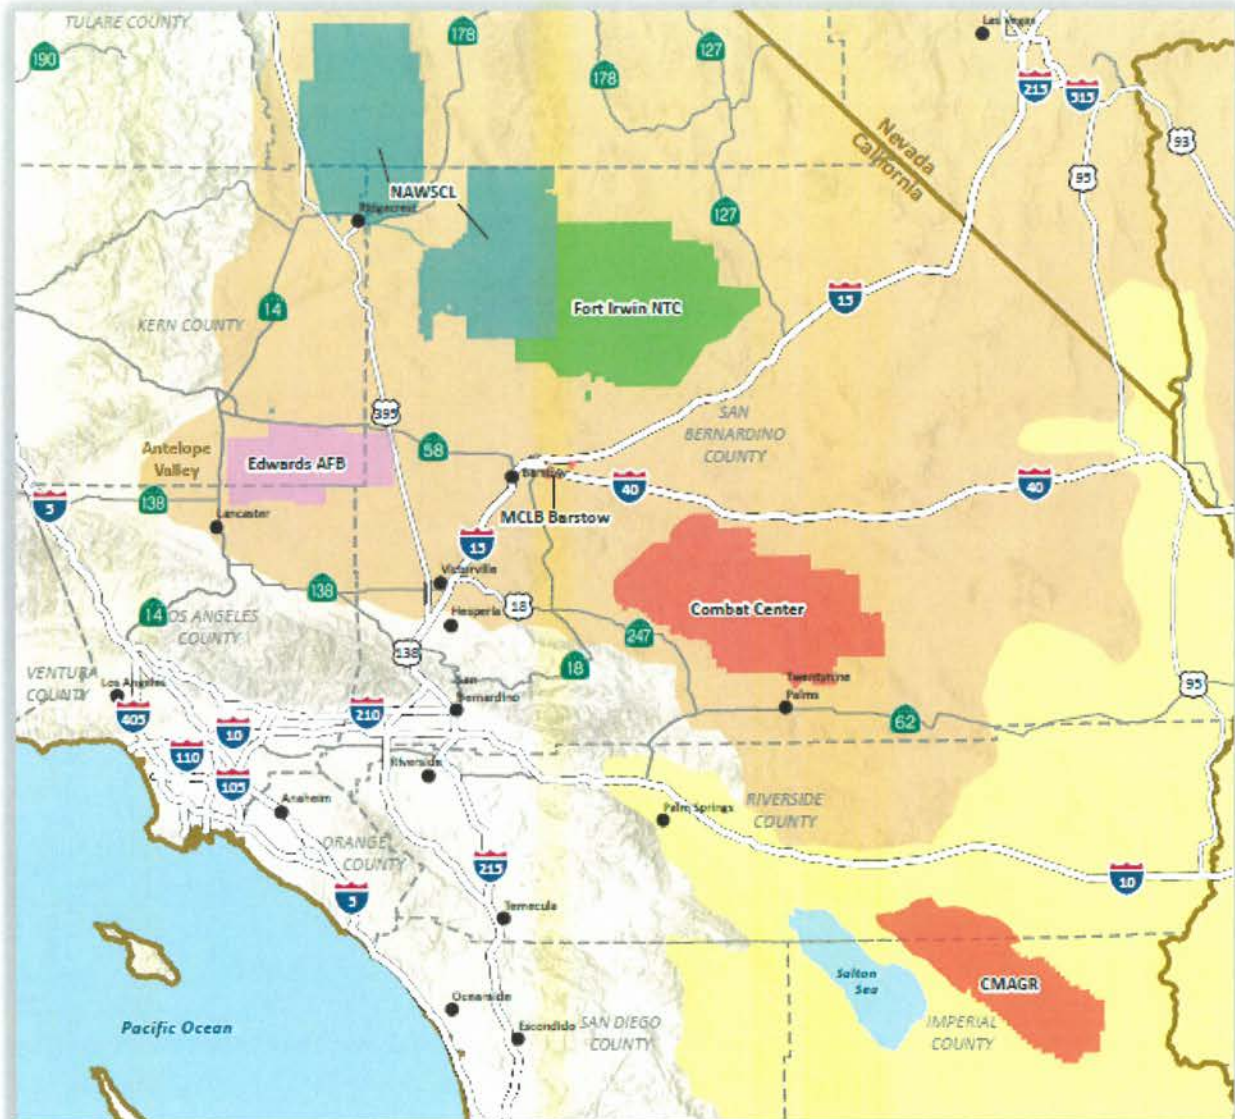 TULARE COUNTY
190
178
178
127
Las Vegas
215
515
93
95
Nevada
California
NAWSCL
Ridgecrest
127
14
KERN COUNTY
Fort Irwin NTC
15
395
SAN
BERNARDINO
COUNTY
Antelope
Valley
Edwards AFB
58
Barstow
40
40
5
138
Lancaster
MCLB Barstow
15
Victorville
138
18
Hesperia
14
LOS ANGELES
COUNTY
Combat Center
247
138
18
VENTURA
COUNTY
Los Angeles
San
Bernardino
Twentynine
Palms
95
405
210
10
62
110
105
Riverside
Anaheim
Palm Springs
RIVERSIDE
COUNTY
ORANGE
COUNTY
215
5
10
Temecula
Salton
Sea
CMAGR
Oceanside
Pacific Ocean
Escondido
SAN DIEGO
COUNTY
IMPERIAL
COUNTY